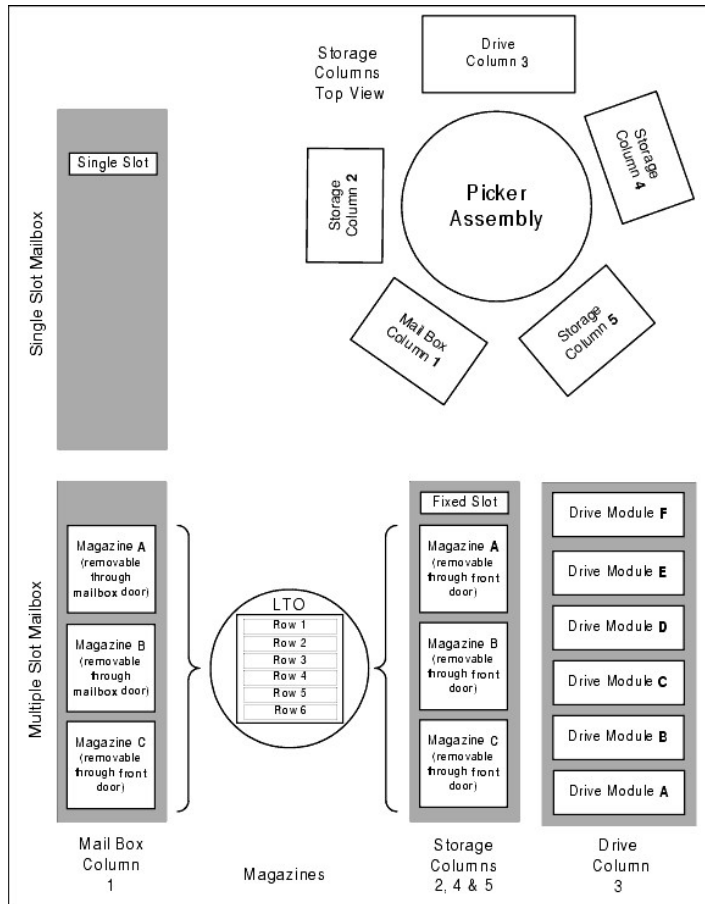 Storage
Columns
Top View
Drive
Column 3
Storage
Column 4
Storage
Column 2
Picker
Assembly
Mail Box
Column 1
Storage
Column 5
Single Slot Mailbox
Single Slot
Multiple Slot Mailbox
Magazine A
(removable
through
mailbox door)
Magazine B
(removable
through
mailbox door)
Magazine C
(removable
through front
door)
LTO
Row 1
Row 2
Row 3
Row 4
Row 5
Row 6
Fixed Slot
Magazine A
(removable
through front
door)
Magazine B
(removable
through front
door)
Magazine C
(removable
through front
door)
Drive Module F
Drive Module E
Drive Module D
Drive Module C
Drive Module B
Drive Module A
Mail Box
Column
1
Magazines
Storage
Columns
2, 4 & 5
Drive
Column
3